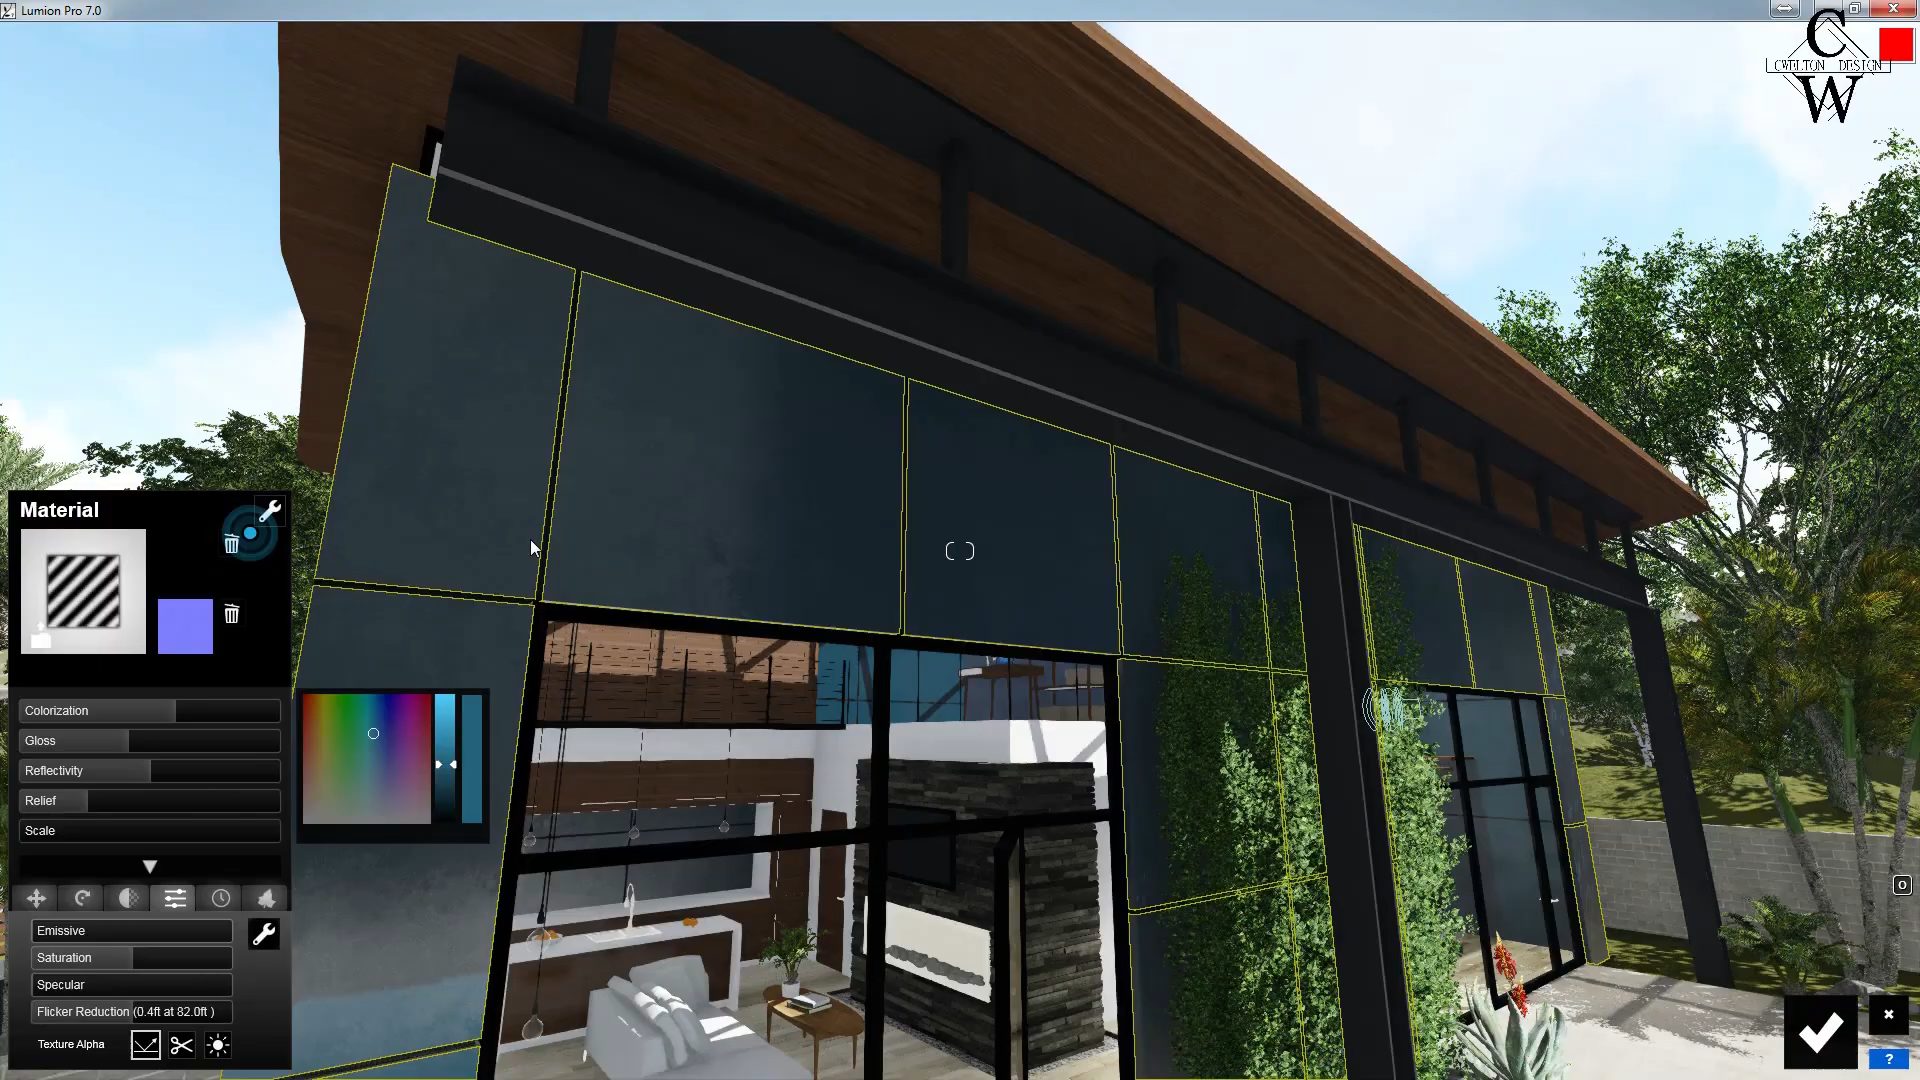 Lumion Pro 7.0
C
CWELTON DESIGN
W
Material
Colorization
Gloss
Reflectivity
Relief
Scale
Emissive
Saturation
Specular
Flicker Reduction (0.4ft at 82.0ft )
Texture Alpha
O
?